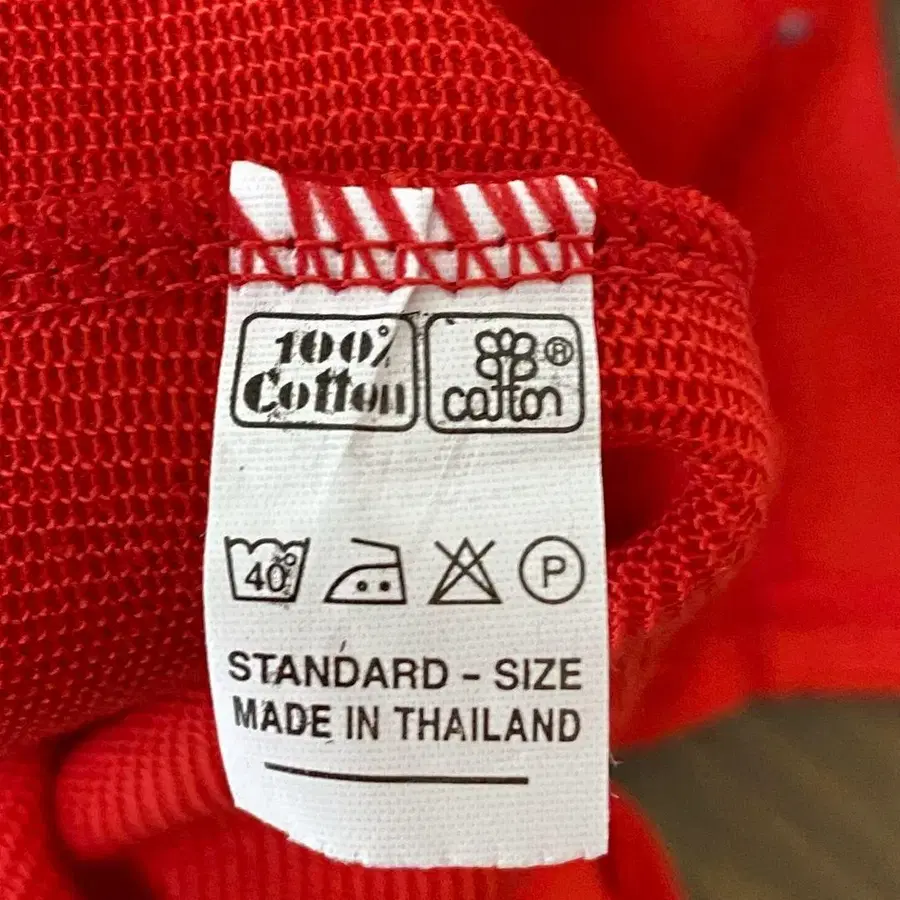 100%
Cotton
cotton ®
40°
P
STANDARD - SIZE
MADE IN THAILAND